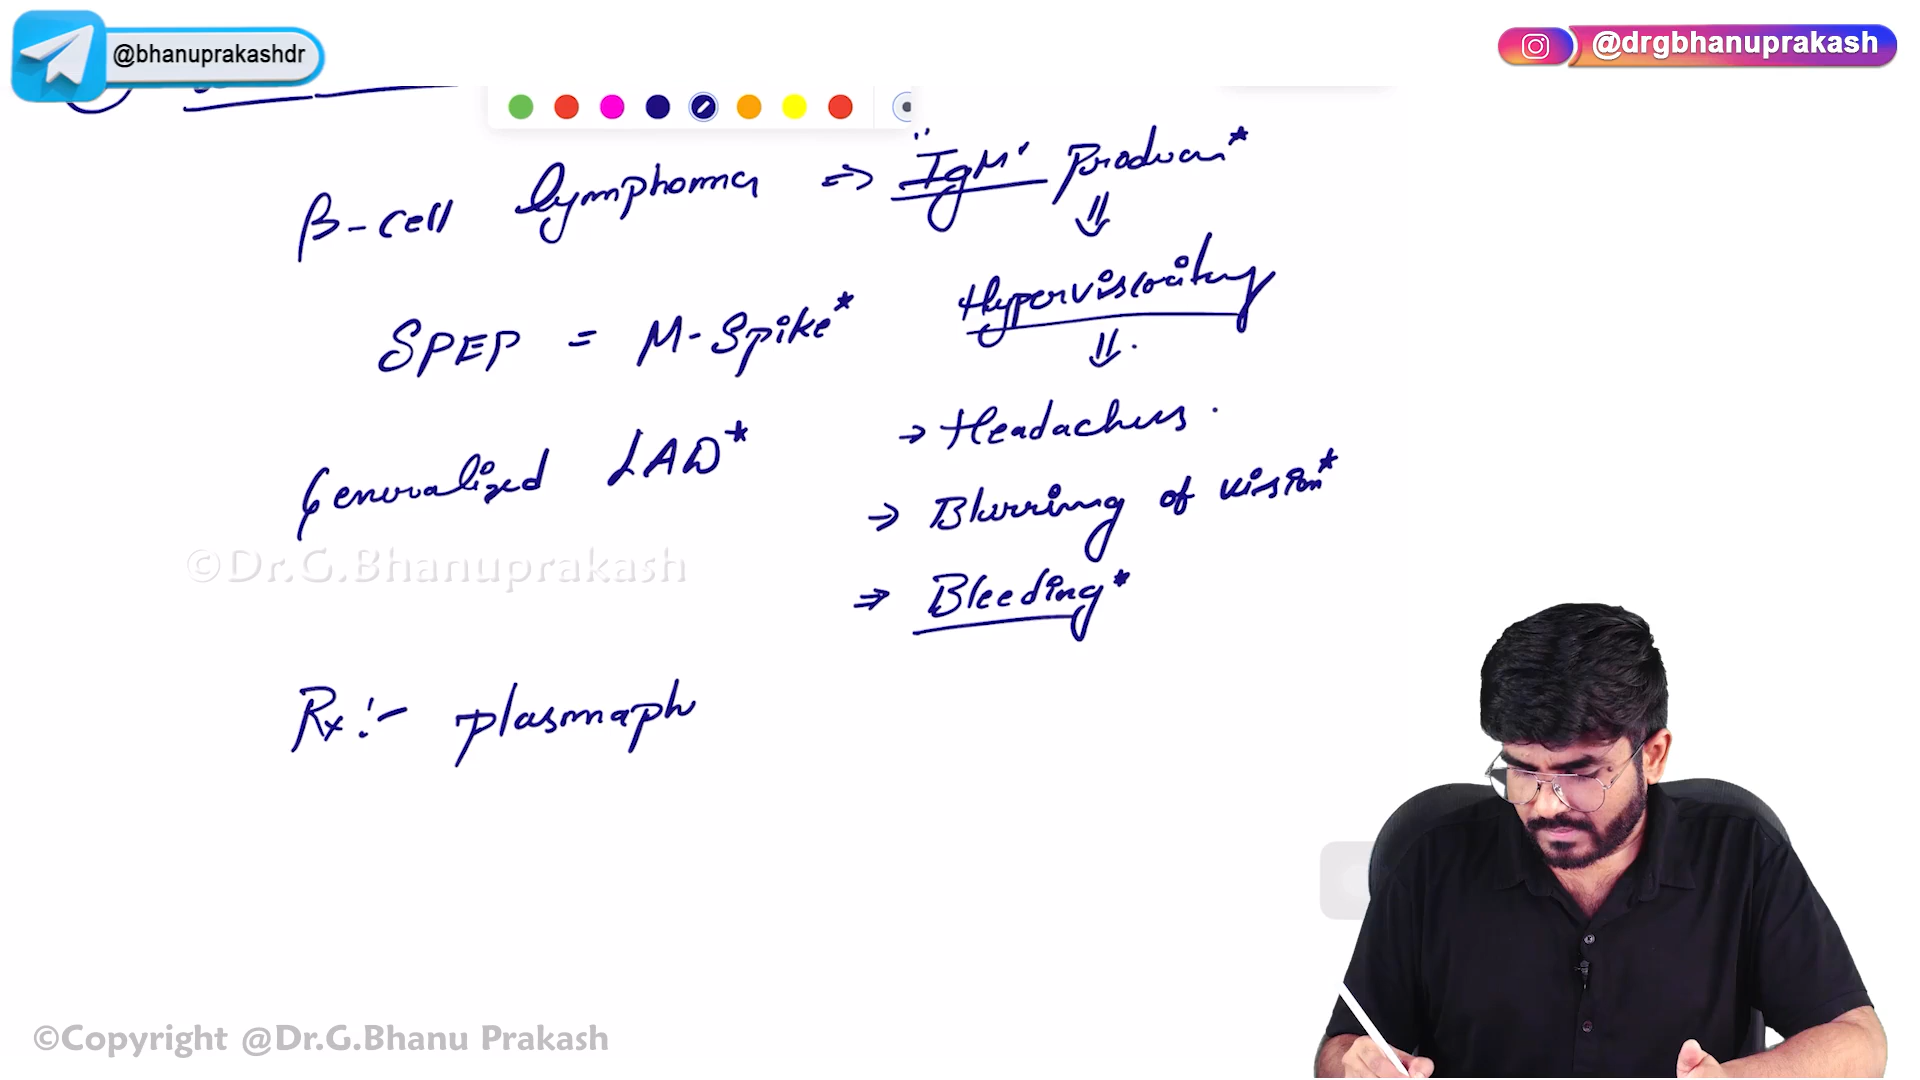 @bhanuprakashdr
@drgbhanuprakash
B-cell lymphoma ⇒ "IgM" Produces*
⇓
Hyperviscosity
SPEP = M-Spike*
⇓
→ Headaches
Generalized LAD*
→ Blurring of vision*
©Dr.G.Bhanuprakash
⇒ Bleeding*
Rx:- plasmaph
©Copyright @Dr.G.Bhanu Prakash